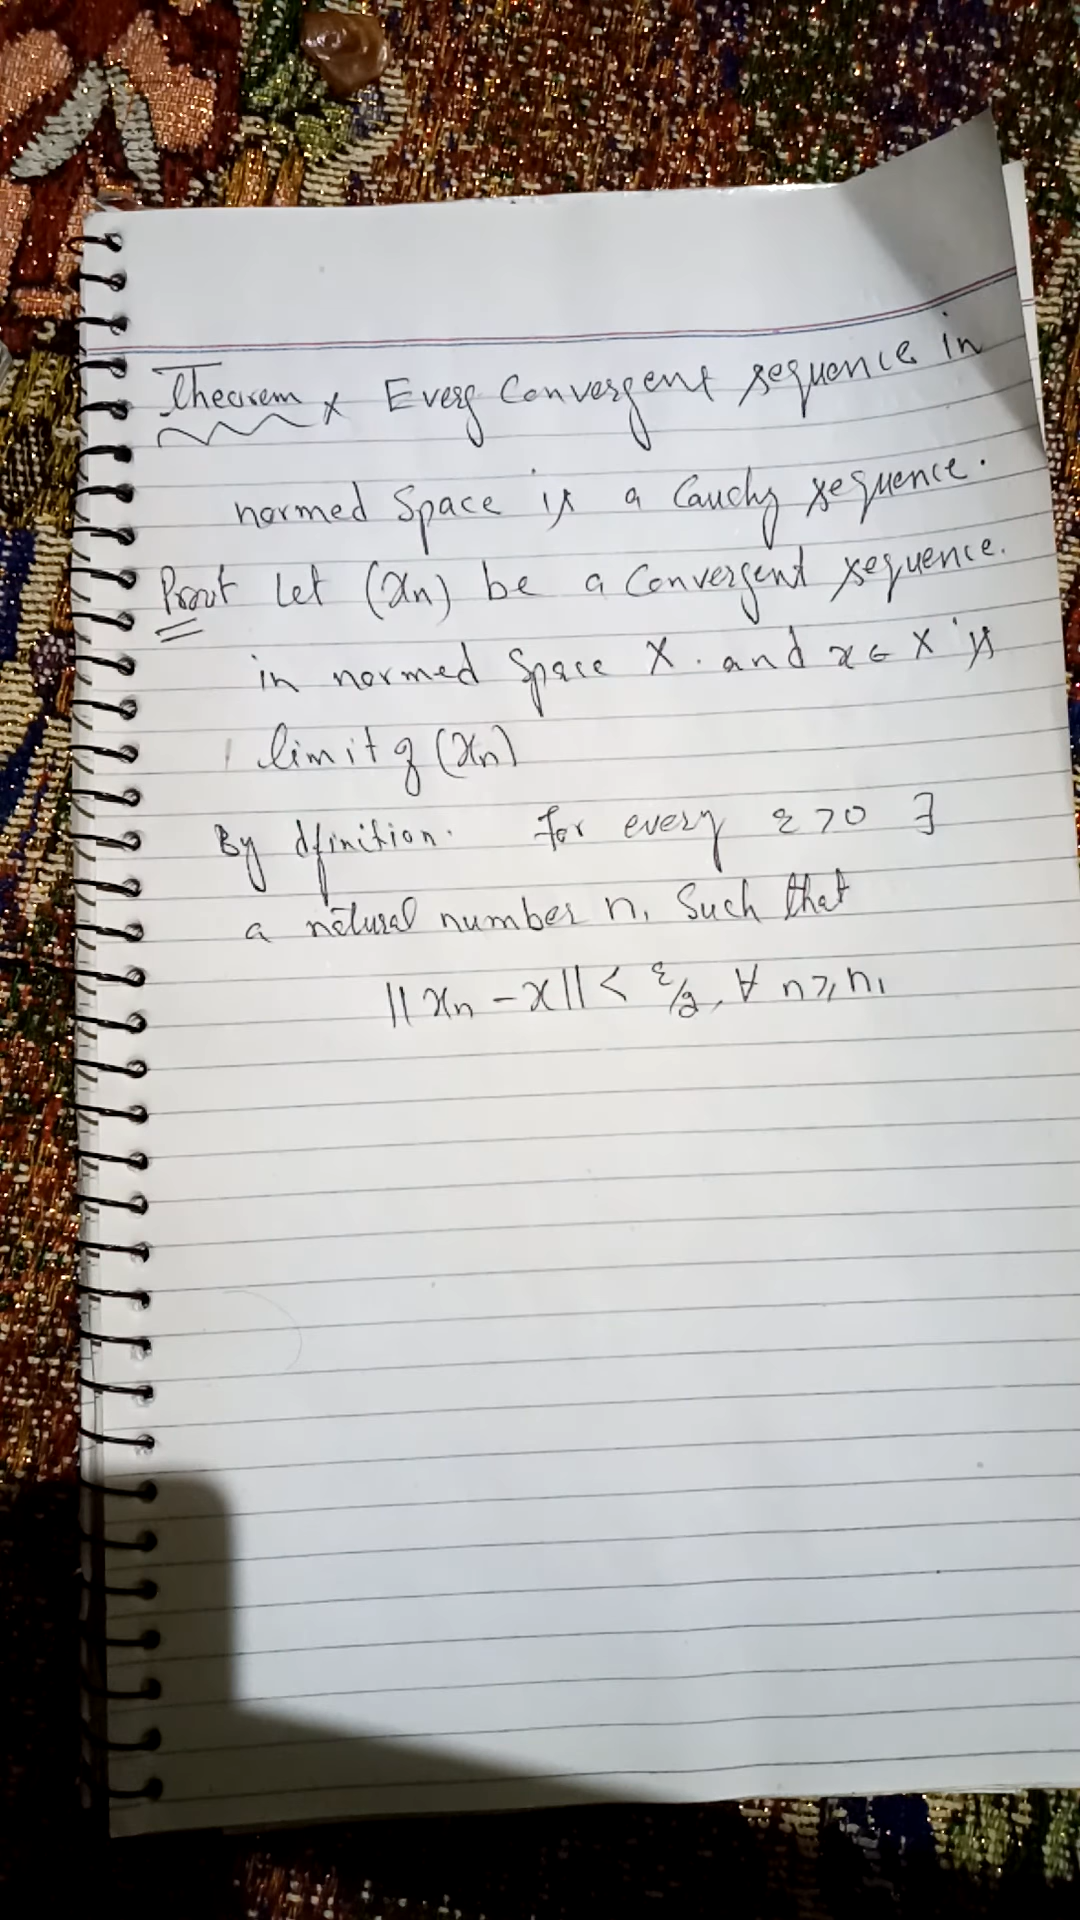 Theorem x Every Convergent sequence in
normed Space is a Cauchy sequence.
Proof Let (xn) be a Convergent sequence.
in normed Space X. and x ∈ X is
limit of (xn)
By dfinition. for every ε > 0 ∃
a natural number n₁ Such that
||xn - x|| < ε/2, ∀ n ≥ n₁